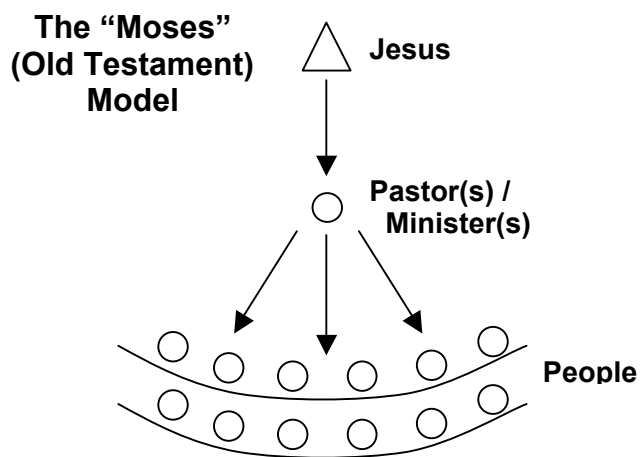 The “Moses”
(Old Testament)
Model
Jesus
Pastor(s) /
Minister(s)
People